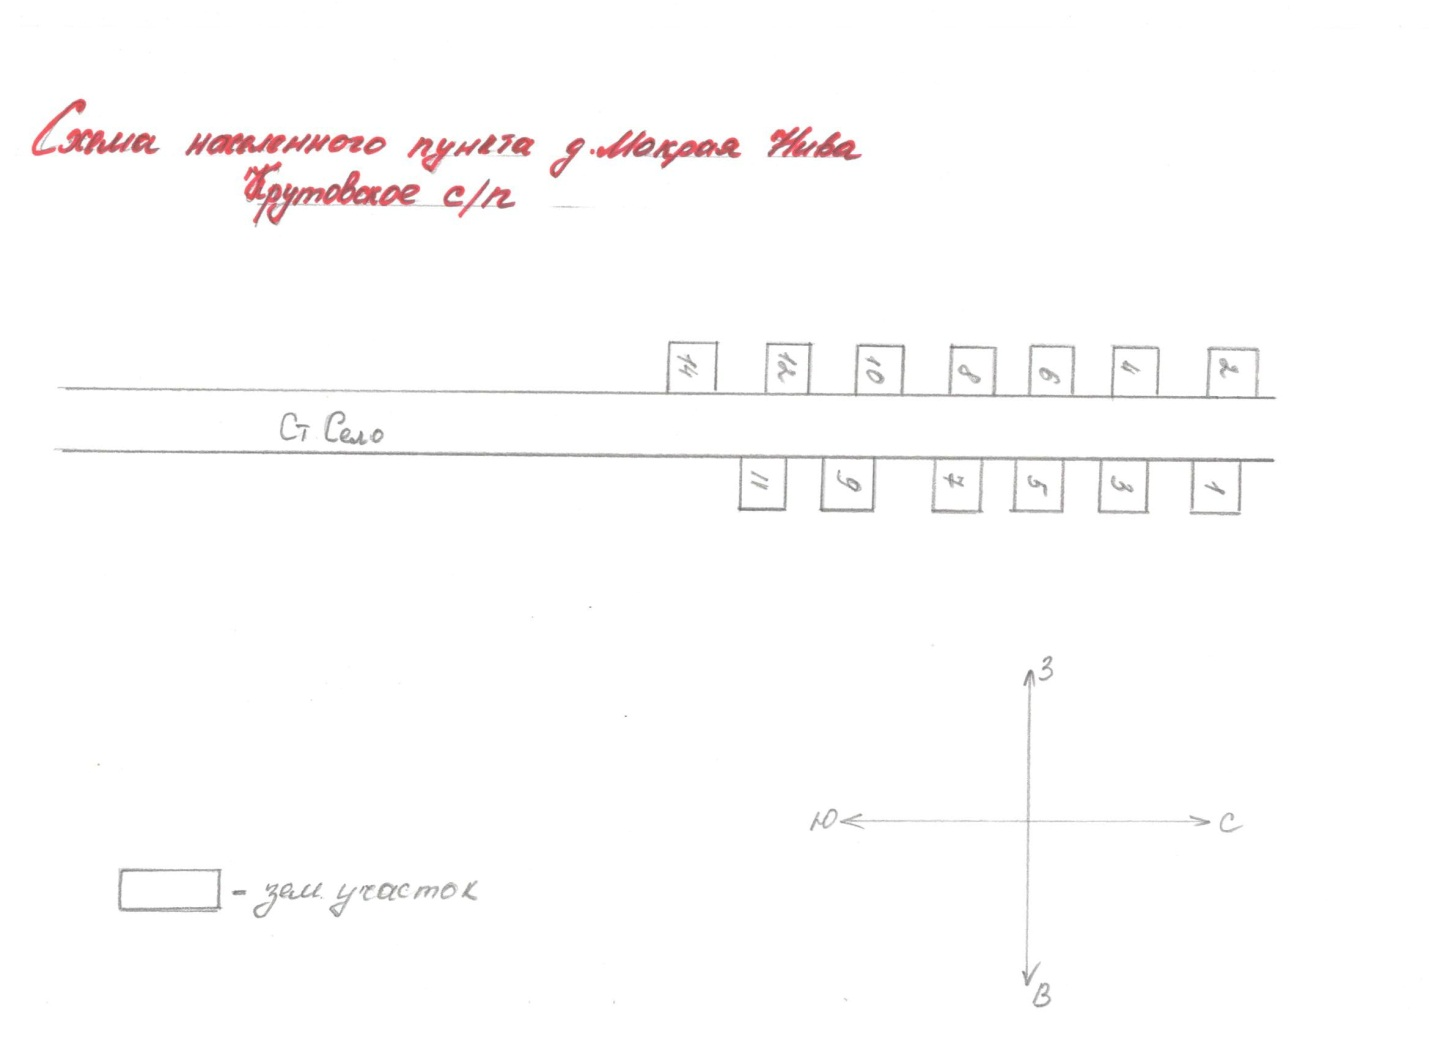 Схема населенного пункта д. Мокрая Нива
Крутовское с/п
14 12 10 8 6 4 2
Ст. Село
11 9 7 5 3 1
З
Ю С
В
- зем. участок